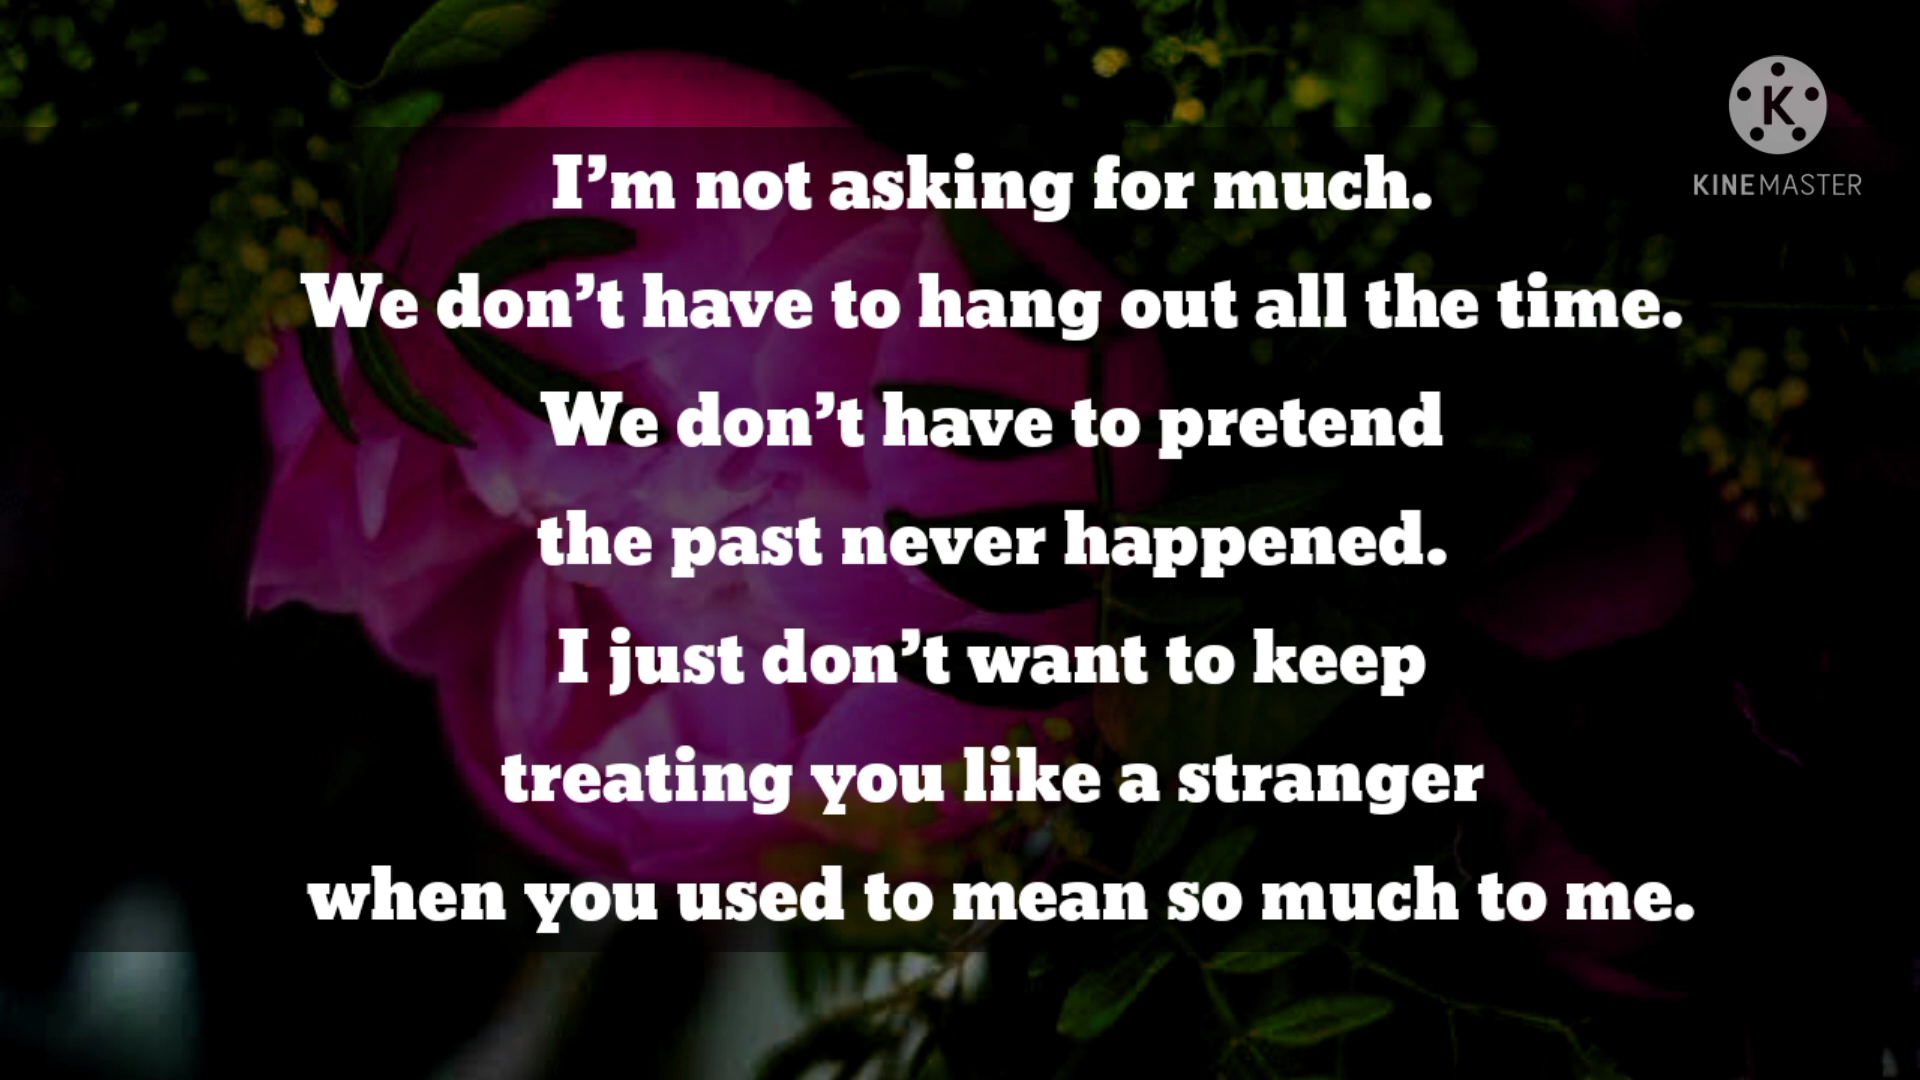 K
KINEMASTER
I’m not asking for much.
We don’t have to hang out all the time.
We don’t have to pretend
the past never happened.
I just don’t want to keep
treating you like a stranger
when you used to mean so much to me.